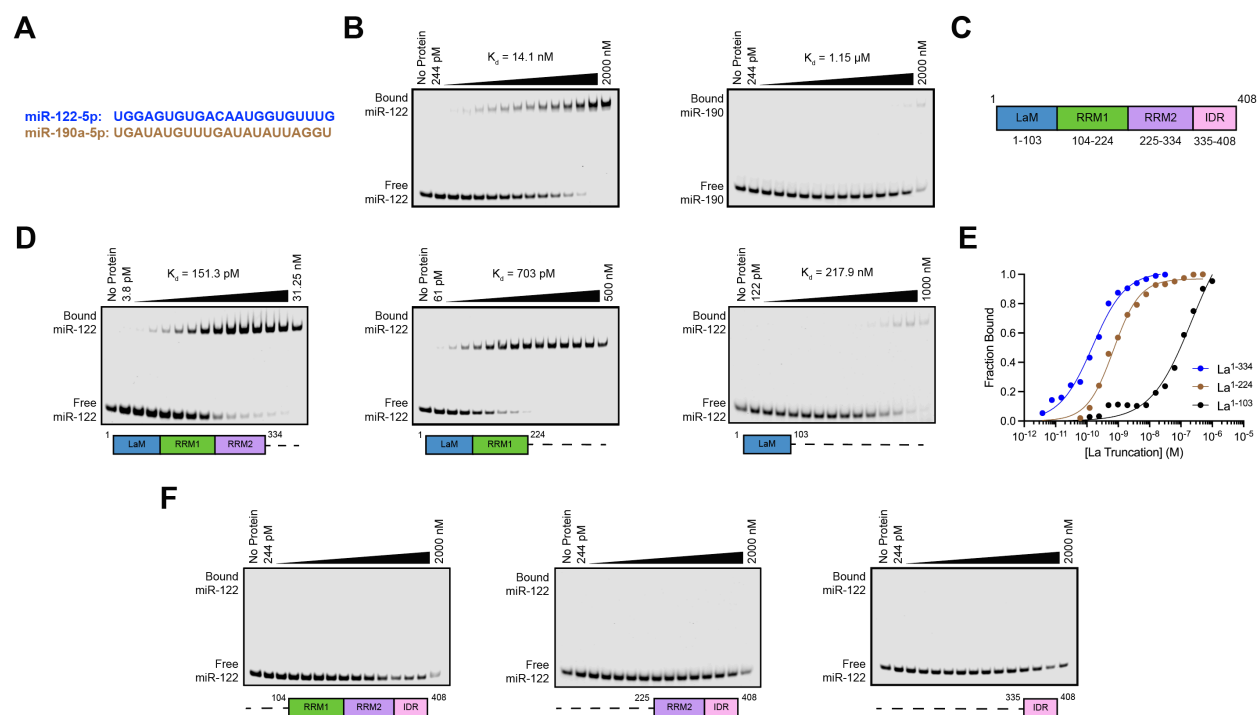 A
miR-122-5p: UGGAGUGUGACAAUGGUGUUUG
miR-190a-5p: UGAUAUGUUUGAUAUAUUAGGU
B
No Protein
244 pM
Kd = 14.1 nM
2000 nM
Bound
miR-122
Free
miR-122
No Protein
244 pM
Kd = 1.15 µM
2000 nM
Bound
miR-190
Free
miR-190
C
1 408
LaM RRM1 RRM2 IDR
1-103 104-224 225-334 335-408
D
No Protein
3.8 pM
Kd = 151.3 pM
31.25 nM
Bound
miR-122
Free
miR-122
1 334
LaM RRM1 RRM2
No Protein
61 pM
Kd = 703 pM
500 nM
Bound
miR-122
Free
miR-122
1 224
LaM RRM1
No Protein
122 pM
Kd = 217.9 nM
1000 nM
Bound
miR-122
Free
miR-122
1 103
LaM
E
Fraction Bound
1.0
0.8
0.6
0.4
0.2
0.0
La1-334
La1-224
La1-103
10-12 10-11 10-10 10-9 10-8 10-7 10-6 10-5
[La Truncation] (M)
F
No Protein
244 pM
2000 nM
Bound
miR-122
Free
miR-122
104 408
RRM1 RRM2 IDR
No Protein
244 pM
2000 nM
Bound
miR-122
Free
miR-122
225 408
RRM2 IDR
No Protein
244 pM
2000 nM
Bound
miR-122
Free
miR-122
335 408
IDR